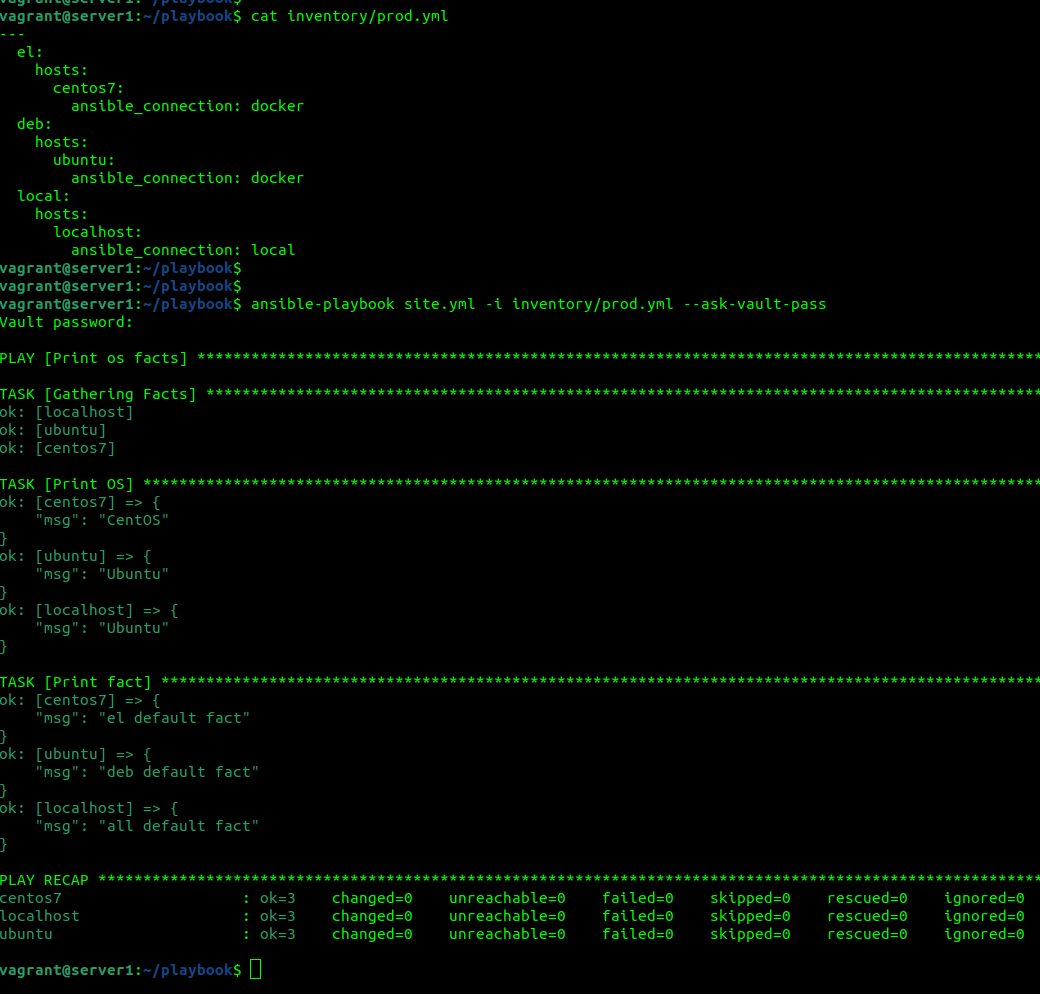 vagrant@server1:~/playbook$
vagrant@server1:~/playbook$ cat inventory/prod.yml
---
  el:
    hosts:
      centos7:
        ansible_connection: docker
  deb:
    hosts:
      ubuntu:
        ansible_connection: docker
  local:
    hosts:
      localhost:
        ansible_connection: local
vagrant@server1:~/playbook$
vagrant@server1:~/playbook$
vagrant@server1:~/playbook$ ansible-playbook site.yml -i inventory/prod.yml --ask-vault-pass
Vault password:

PLAY [Print os facts] **********************************************************************************************

TASK [Gathering Facts] *********************************************************************************************
ok: [localhost]
ok: [ubuntu]
ok: [centos7]

TASK [Print OS] ****************************************************************************************************
ok: [centos7] => {
    "msg": "CentOS"
}
ok: [ubuntu] => {
    "msg": "Ubuntu"
}
ok: [localhost] => {
    "msg": "Ubuntu"
}

TASK [Print fact] **************************************************************************************************
ok: [centos7] => {
    "msg": "el default fact"
}
ok: [ubuntu] => {
    "msg": "deb default fact"
}
ok: [localhost] => {
    "msg": "all default fact"
}

PLAY RECAP *********************************************************************************************************
centos7                    : ok=3    changed=0    unreachable=0    failed=0    skipped=0    rescued=0    ignored=0
localhost                  : ok=3    changed=0    unreachable=0    failed=0    skipped=0    rescued=0    ignored=0
ubuntu                     : ok=3    changed=0    unreachable=0    failed=0    skipped=0    rescued=0    ignored=0

vagrant@server1:~/playbook$